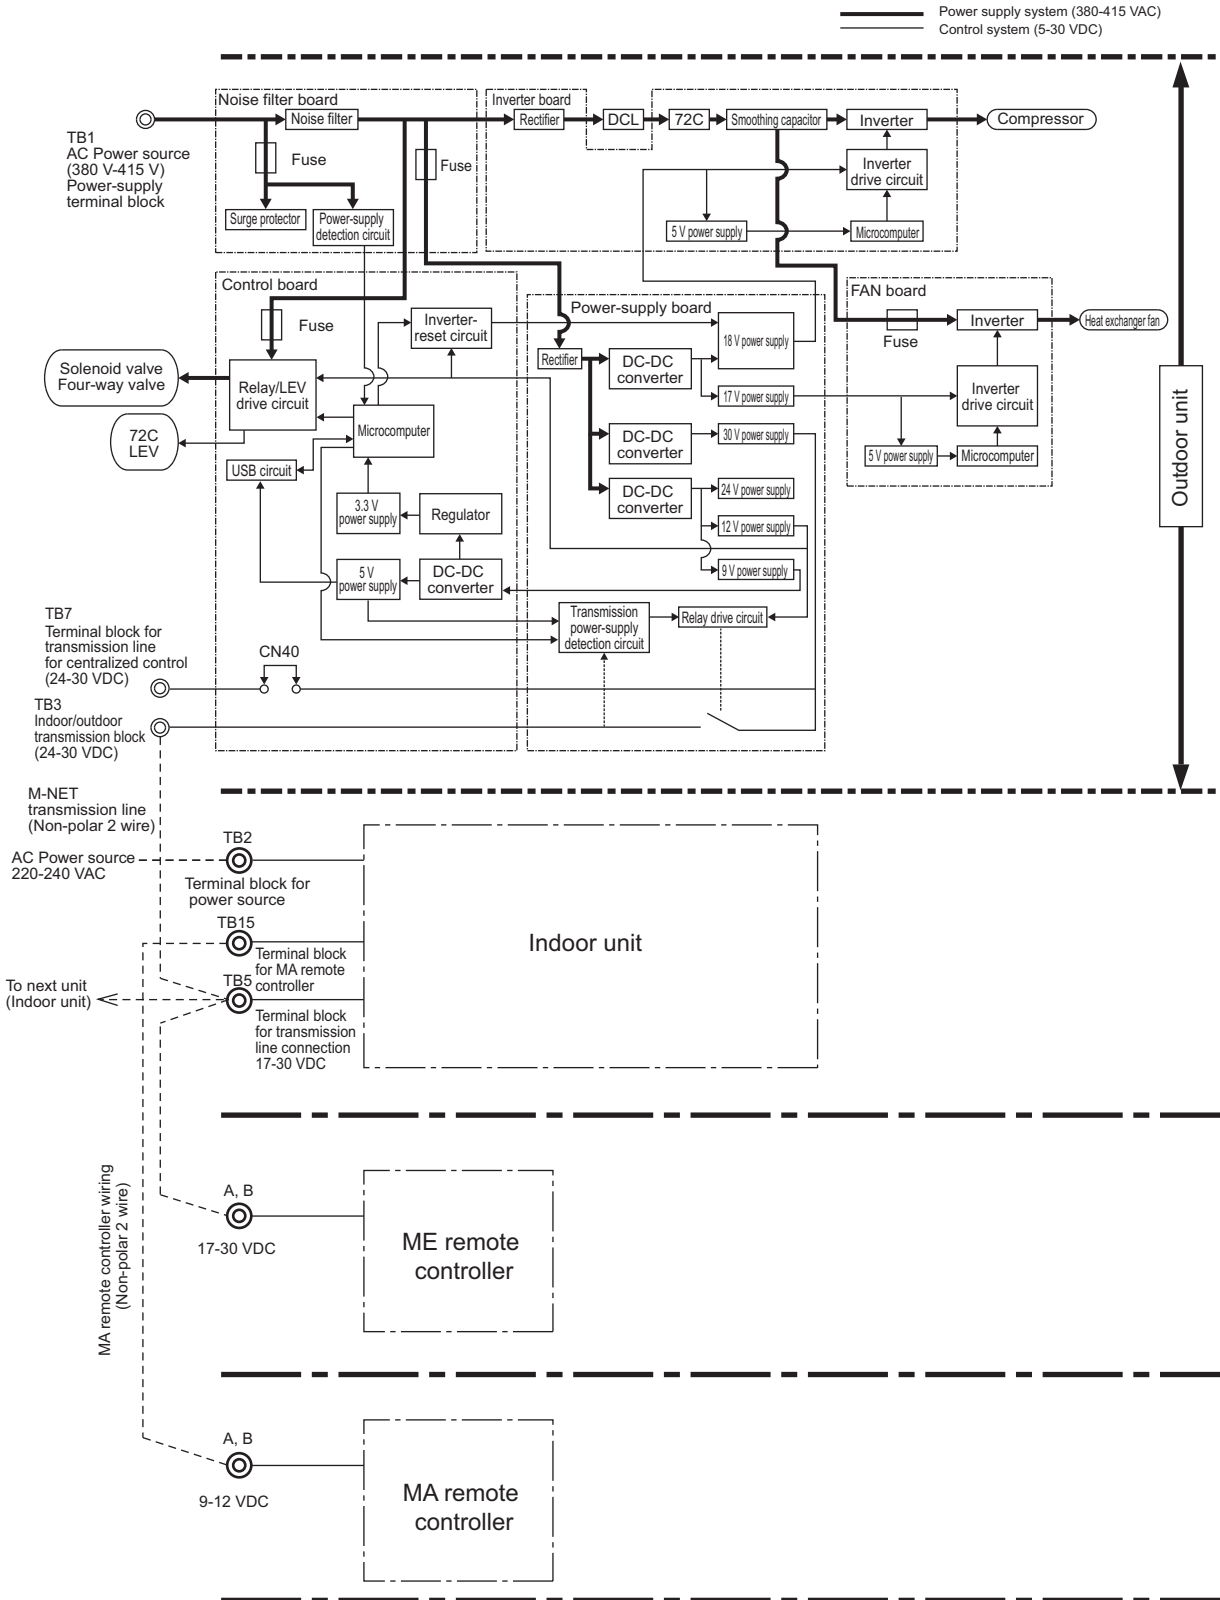 Power supply system (380-415 VAC)
Control system (5-30 VDC)
Noise filter board
Noise filter
Fuse
Fuse
Surge protector
Power-supply
detection circuit
TB1
AC Power source
(380 V-415 V)
Power-supply
terminal block
Inverter board
Rectifier
DCL
72C
Smoothing capacitor
Inverter
Compressor
Inverter
drive circuit
5 V power supply
Microcomputer
Control board
Fuse
Inverter-
reset circuit
Solenoid valve
Four-way valve
Relay/LEV
drive circuit
72C
LEV
Microcomputer
USB circuit
3.3 V
power supply
Regulator
5 V
power supply
DC-DC
converter
Power-supply board
Rectifier
DC-DC
converter
18 V power supply
17 V power supply
DC-DC
converter
30 V power supply
DC-DC
converter
24 V power supply
12 V power supply
9 V power supply
Transmission
power-supply
detection circuit
Relay drive circuit
FAN board
Fuse
Inverter
Heat exchanger fan
Inverter
drive circuit
5 V power supply
Microcomputer
Outdoor unit
TB7
Terminal block for
transmission line
for centralized control
(24-30 VDC)
CN40
TB3
Indoor/outdoor
transmission block
(24-30 VDC)
M-NET
transmission line
(Non-polar 2 wire)
AC Power source
220-240 VAC
TB2
Terminal block for
power source
TB15
Terminal block
for MA remote
controller
TB5
To next unit
(Indoor unit)
Terminal block
for transmission
line connection
17-30 VDC
Indoor unit
MA remote controller wiring
(Non-polar 2 wire)
A, B
17-30 VDC
ME remote
controller
A, B
9-12 VDC
MA remote
controller